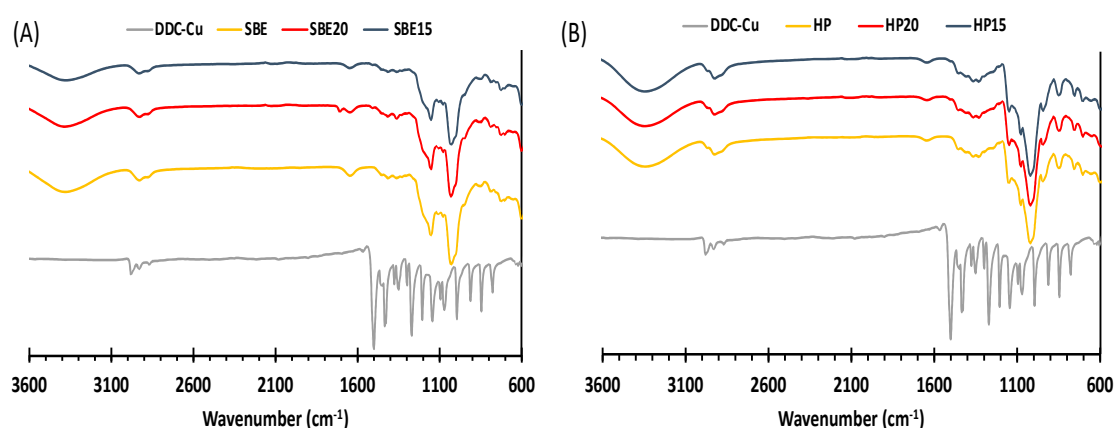 (A)
DDC-Cu SBE SBE20 SBE15
3600 3100 2600 2100 1600 1100 600
Wavenumber (cm⁻¹)
(B)
DDC-Cu HP HP20 HP15
3600 3100 2600 2100 1600 1100 600
Wavenumber (cm⁻¹)